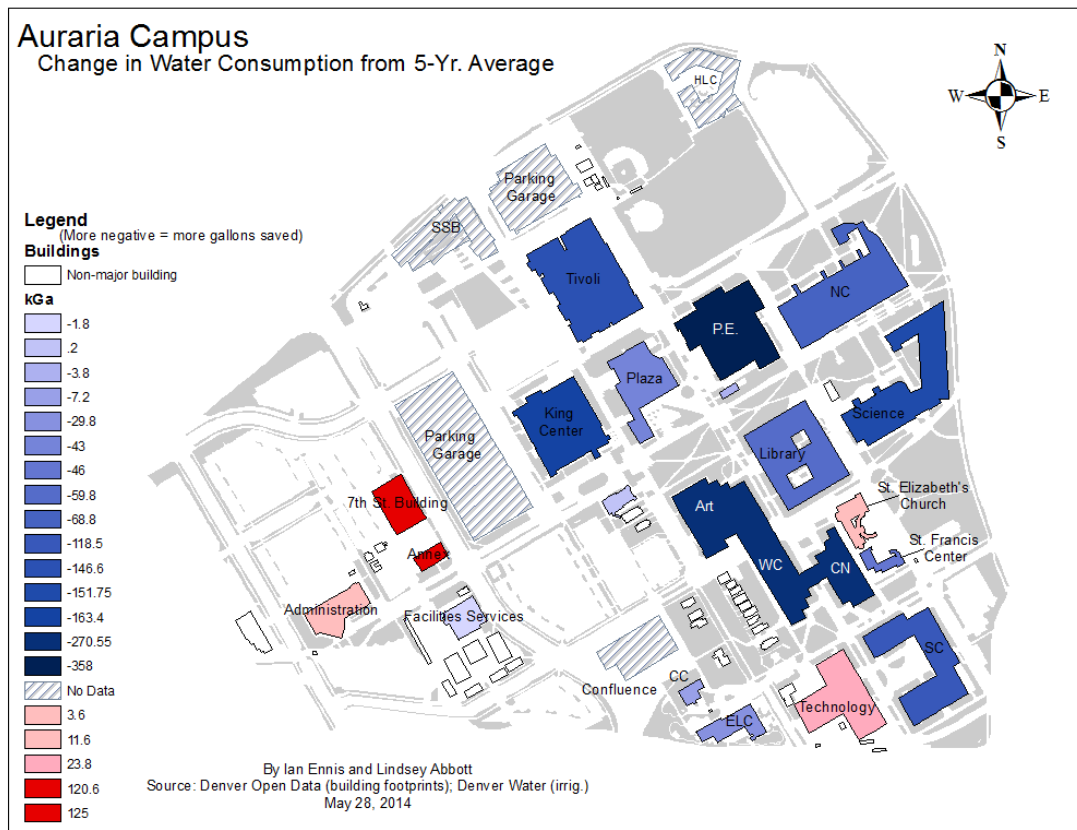 Auraria Campus
Change in Water Consumption from 5-Yr. Average
N
W
E
S
HLC
Parking
Garage
SSB
Tivoli
NC
P.E.
Plaza
King
Center
Science
Parking
Garage
Library
7th St. Building
St. Elizabeth's
Church
Art
St. Francis
Center
Annex
WC
CN
Administration
Facilities Services
SC
Confluence
CC
Technology
ELC
Legend
(More negative = more gallons saved)
Buildings
Non-major building
kGa
-1.8
.2
-3.8
-7.2
-29.8
-43
-46
-59.8
-68.8
-118.5
-146.6
-151.75
-163.4
-270.55
-358
No Data
3.6
11.6
23.8
120.6
125
By Ian Ennis and Lindsey Abbott
Source: Denver Open Data (building footprints); Denver Water (irrig.)
May 28, 2014